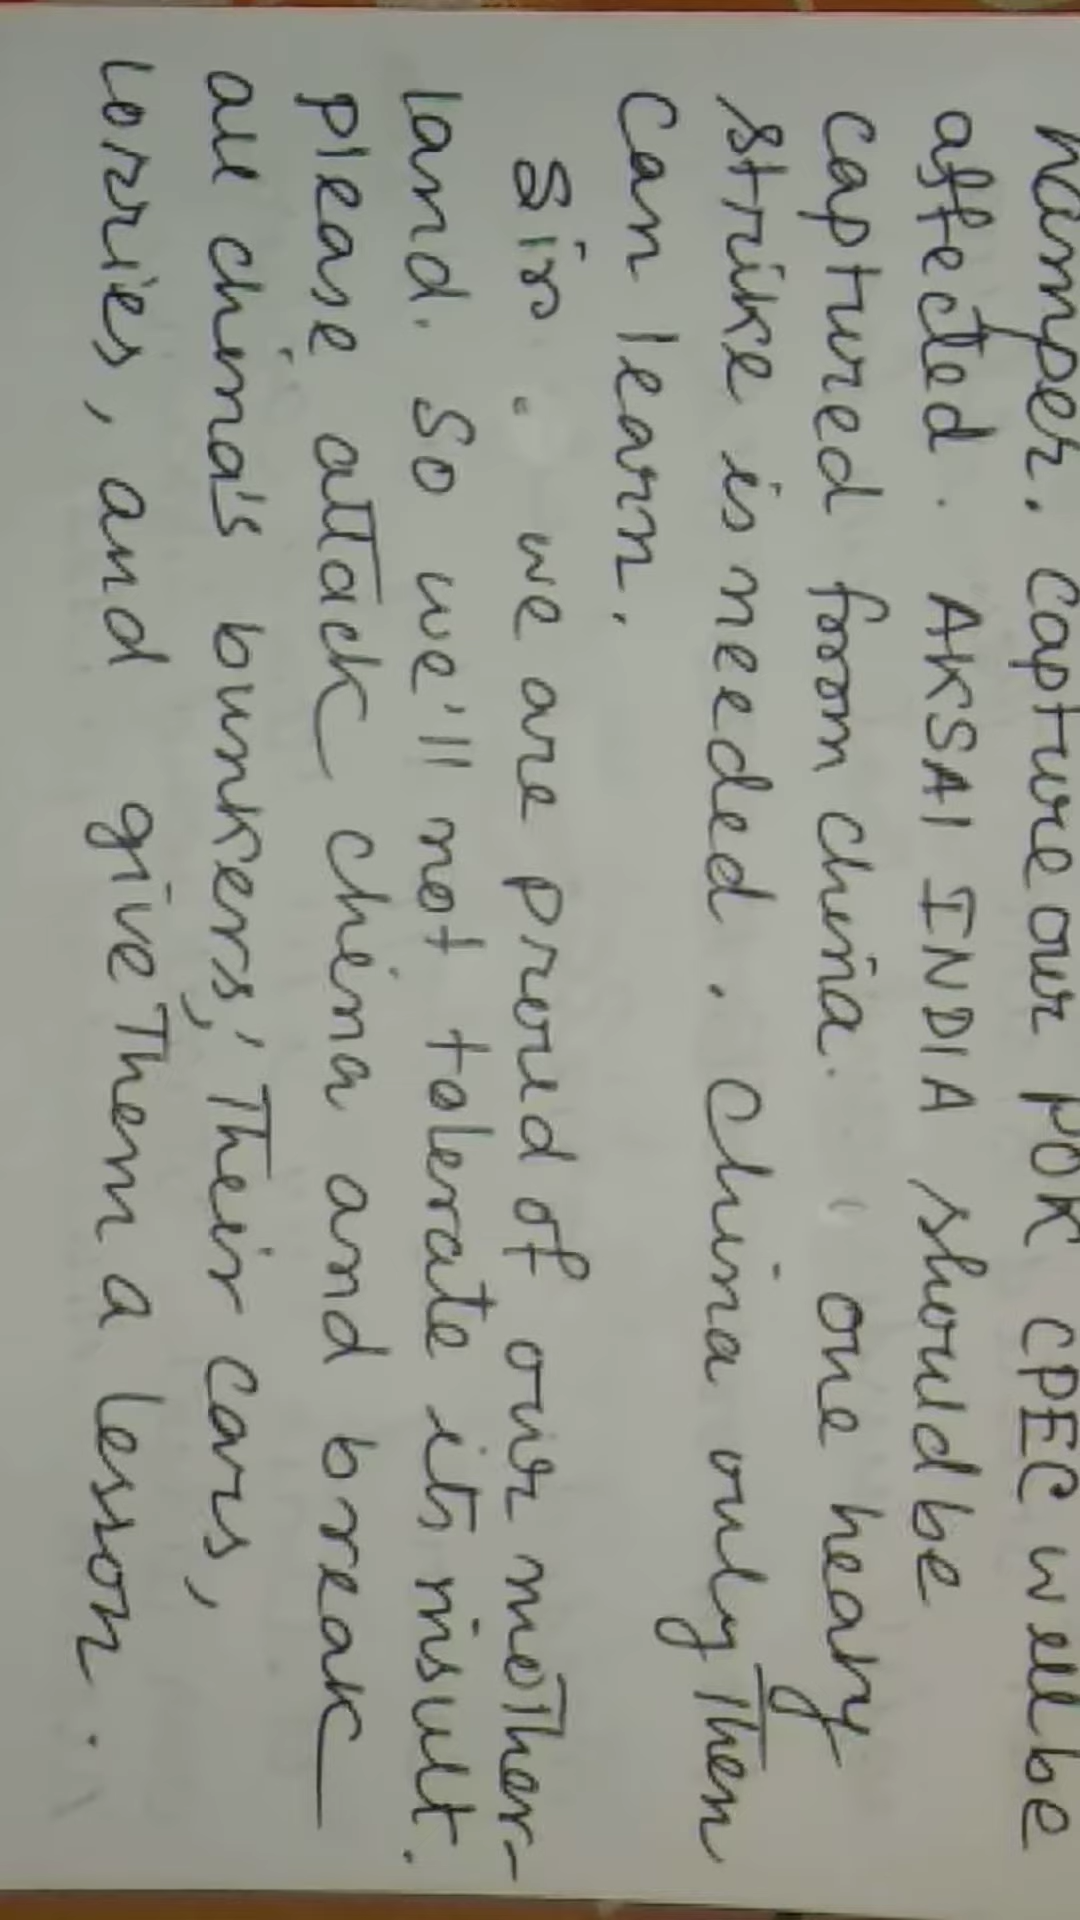 hamper. Capture our POK CPEC will be
affected. AKSAI INDIA should be
captured from China. one heavy
strike is needed. China only Then
Can learn.
Sir. we are proud of our mother-
land. So we'll not tolerate its insult.
please attack china and break
all china's bunkers, Their cars,
lorries, and give Them a lesson.